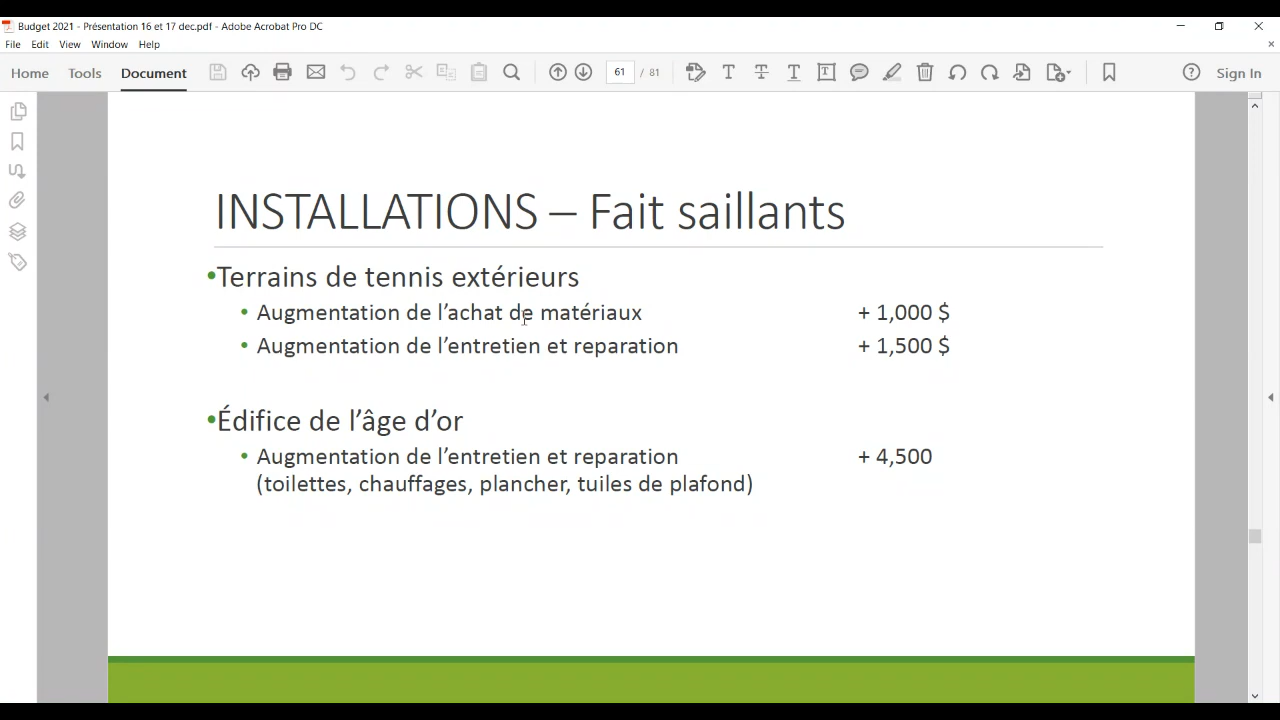 Budget 2021 - Présentation 16 et 17 dec.pdf - Adobe Acrobat Pro DC
File Edit View Window Help
Home Tools Document 61 / 81 Sign In
INSTALLATIONS – Fait saillants
•Terrains de tennis extérieurs
• Augmentation de l’achat de matériaux + 1,000 $
• Augmentation de l’entretien et reparation + 1,500 $
•Édifice de l’âge d’or
• Augmentation de l’entretien et reparation + 4,500
(toilettes, chauffages, plancher, tuiles de plafond)